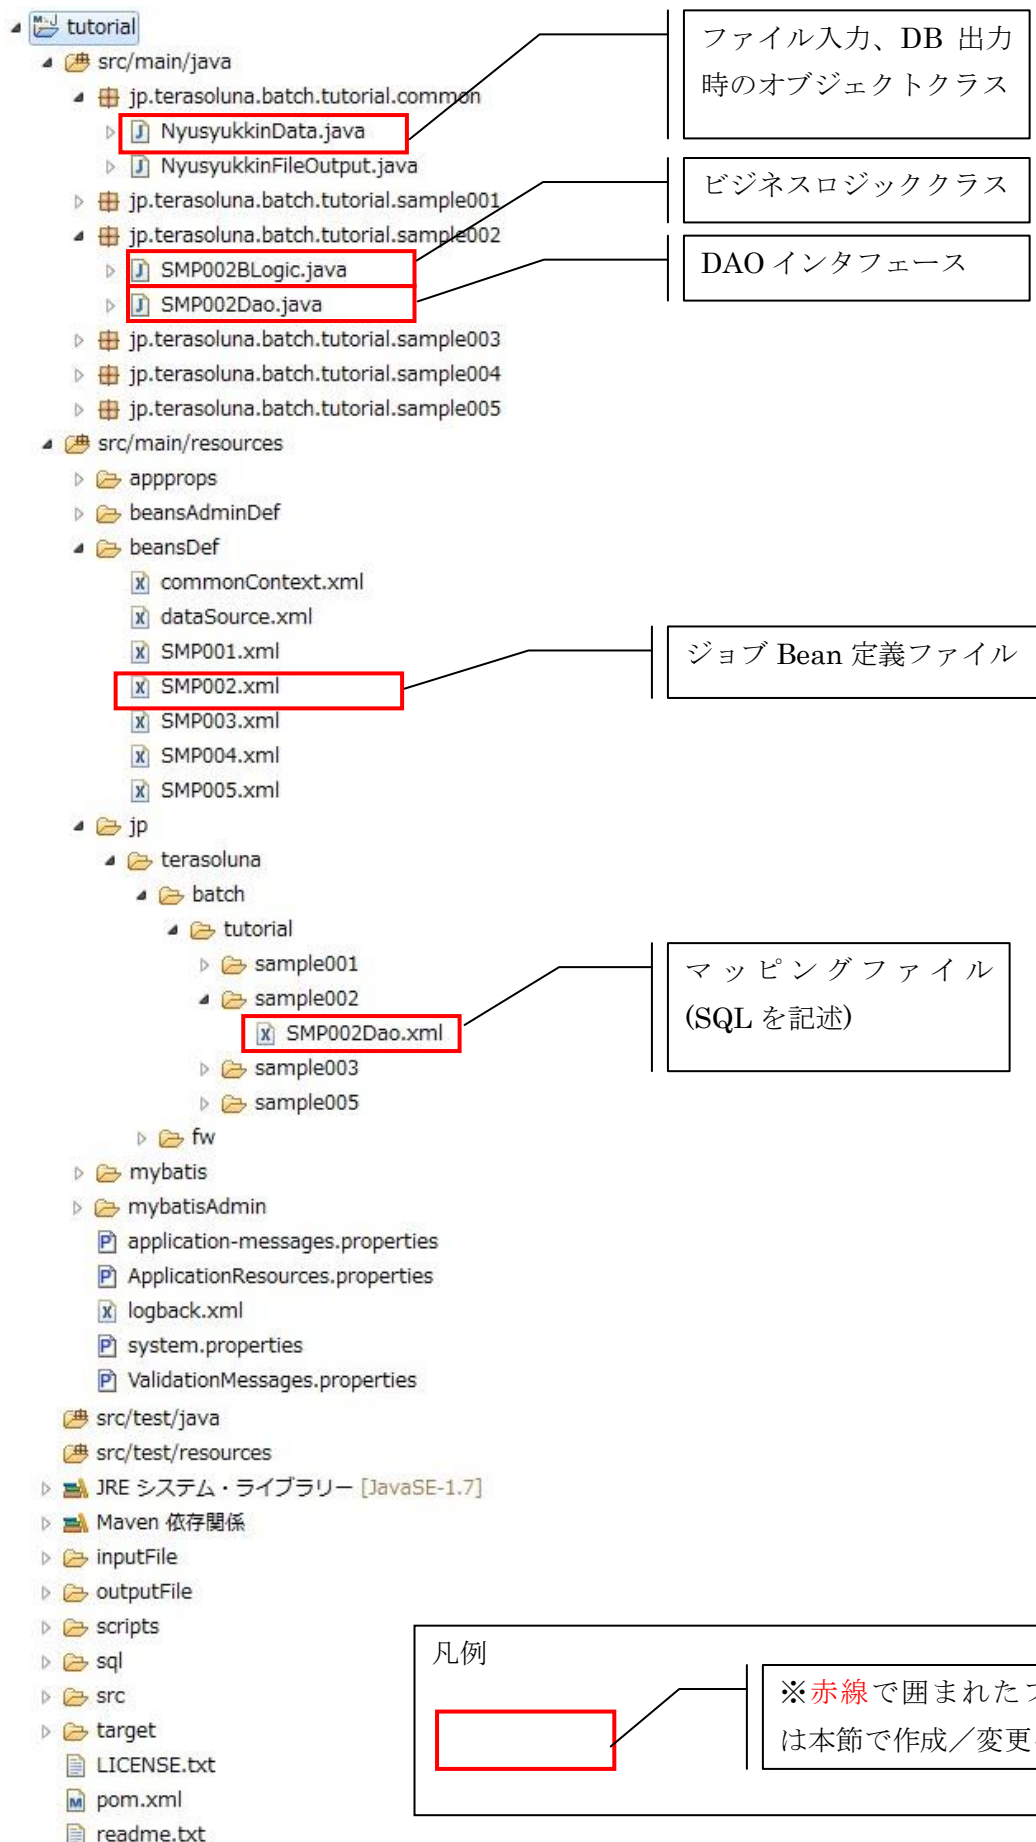 tutorial
src/main/java
jp.terasoluna.batch.tutorial.common
NyusyukkinData.java
NyusyukkinFileOutput.java
jp.terasoluna.batch.tutorial.sample001
jp.terasoluna.batch.tutorial.sample002
SMP002BLogic.java
SMP002Dao.java
jp.terasoluna.batch.tutorial.sample003
jp.terasoluna.batch.tutorial.sample004
jp.terasoluna.batch.tutorial.sample005
src/main/resources
appprops
beansAdminDef
beansDef
commonContext.xml
dataSource.xml
SMP001.xml
SMP002.xml
SMP003.xml
SMP004.xml
SMP005.xml
jp
terasoluna
batch
tutorial
sample001
sample002
SMP002Dao.xml
sample003
sample005
fw
mybatis
mybatisAdmin
application-messages.properties
ApplicationResources.properties
logback.xml
system.properties
ValidationMessages.properties
src/test/java
src/test/resources
JRE システム・ライブラリー [JavaSE-1.7]
Maven 依存関係
inputFile
outputFile
scripts
sql
src
target
LICENSE.txt
pom.xml
readme.txt
ファイル入力、DB 出力
時のオブジェクトクラス
ビジネスロジッククラス
DAO インタフェース
ジョブ Bean 定義ファイル
マッピングファイル
(SQL を記述)
凡例
※赤線で囲まれたフ
は本節で作成／変更